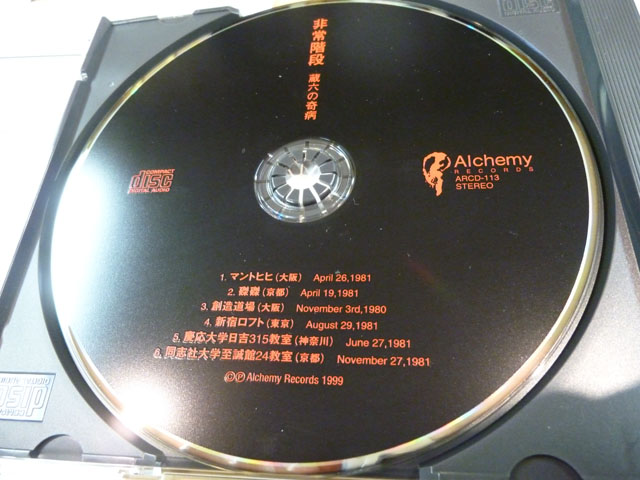 非常階段 蔵六の奇病
COMPACT
disc
DIGITAL AUDIO
Alchemy
RECORDS
ARCD-113
STEREO
1. マントヒヒ (大阪) April 26,1981
2. 磔磔 (京都) April 19,1981
3. 創造道場 (大阪) November 3rd,1980
4. 新宿ロフト (東京) August 29,1981
5. 慶応大学日吉315教室 (神奈川) June 27,1981
6. 同志社大学至誠館24教室 (京都) November 27,1981
©℗ Alchemy Records 1999